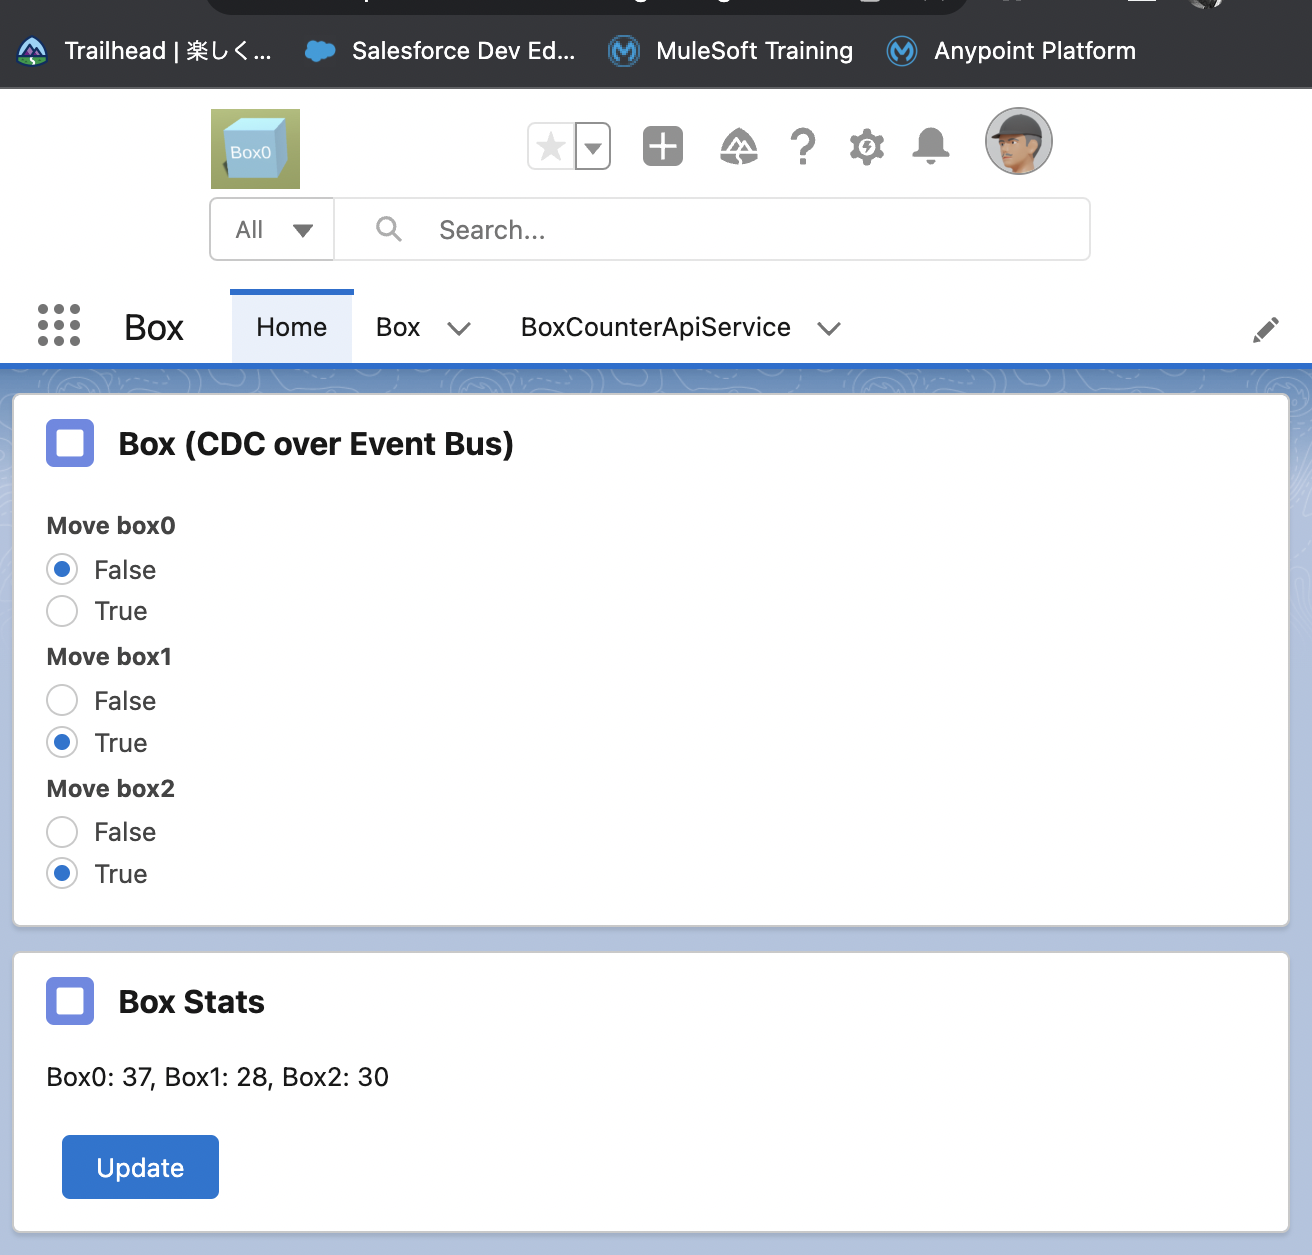 Trailhead | 楽しく...
Salesforce Dev Ed...
MuleSoft Training
Anypoint Platform
Box0
All
Search...
Box
Home
Box
BoxCounterApiService
Box (CDC over Event Bus)
Move box0
False
True
Move box1
False
True
Move box2
False
True
Box Stats
Box0: 37, Box1: 28, Box2: 30
Update